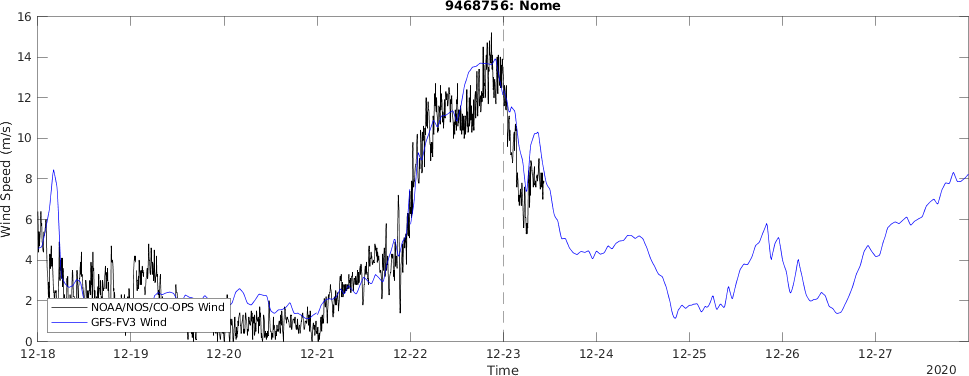 9468756: Nome
16
14
12
10
8
6
4
2
0
Wind Speed (m/s)
NOAA/NOS/CO-OPS Wind
GFS-FV3 Wind
12-18 12-19 12-20 12-21 12-22 12-23 12-24 12-25 12-26 12-27
Time
2020